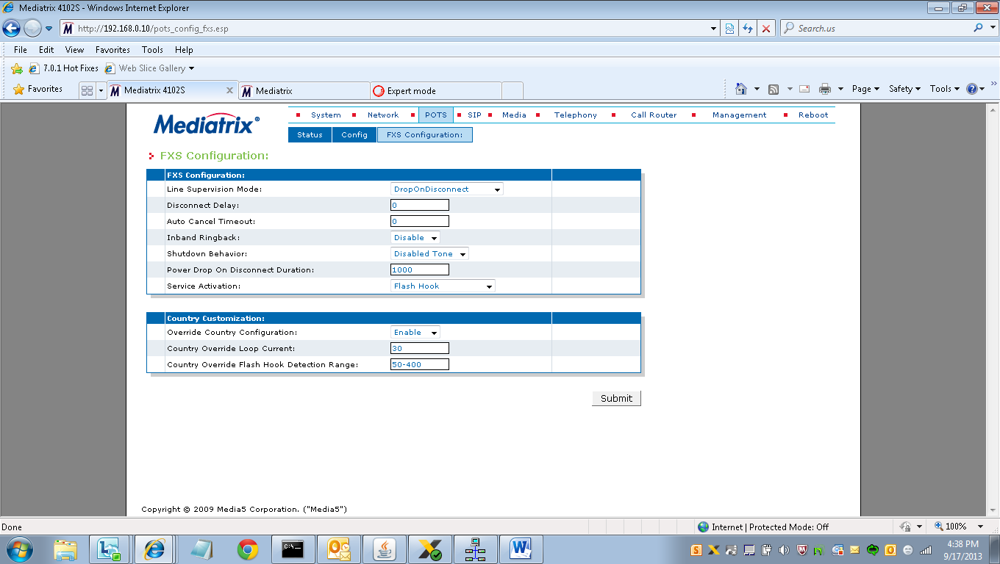 Mediatrix 4102S - Windows Internet Explorer
http://192.168.0.10/pots_config_fxs.esp
Search.us
File Edit View Favorites Tools Help
7.0.1 Hot Fixes Web Slice Gallery
Favorites Mediatrix 4102S Mediatrix Expert mode Page Safety Tools
Mediatrix System Network POTS SIP Media Telephony Call Router Management Reboot
Status Config FXS Configuration:
FXS Configuration:
FXS Configuration:
Line Supervision Mode: DropOnDisconnect
Disconnect Delay: 0
Auto Cancel Timeout: 0
Inband Ringback: Disable
Shutdown Behavior: Disabled Tone
Power Drop On Disconnect Duration: 1000
Service Activation: Flash Hook
Country Customization:
Override Country Configuration: Enable
Country Override Loop Current: 30
Country Override Flash Hook Detection Range: 50-400
Submit
Copyright © 2009 Media5 Corporation. ("Media5")
Done Internet | Protected Mode: Off 100%
4:38 PM
9/17/2013